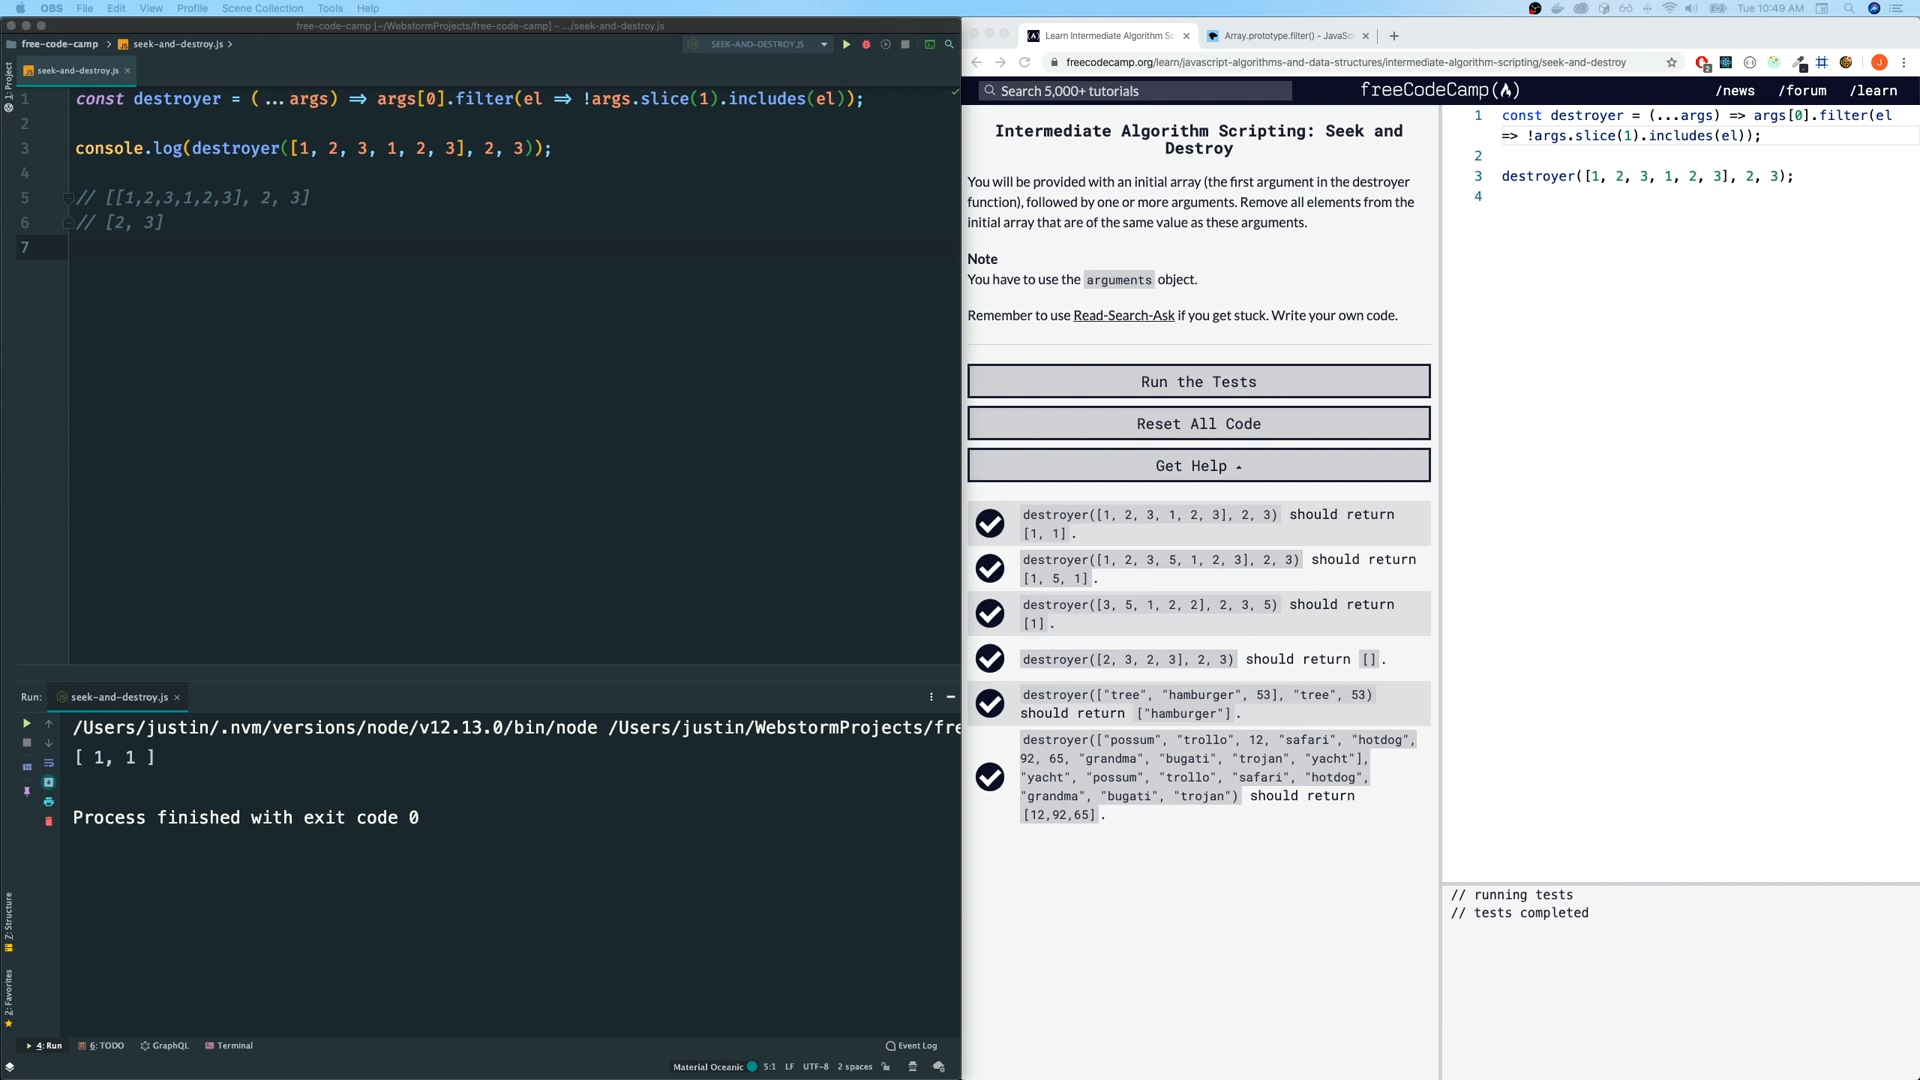 OBS File Edit View Profile Scene Collection Tools Help Tue 10:49 AM
free-code-camp [~/WebstormProjects/free-code-camp] - .../seek-and-destroy.js
free-code-camp seek-and-destroy.js SEEK-AND-DESTROY.JS
seek-and-destroy.js
1: Project
1 const destroyer = (...args) => args[0].filter(el => !args.slice(1).includes(el));
2
3 console.log(destroyer([1, 2, 3, 1, 2, 3], 2, 3));
4
5 // [[1,2,3,1,2,3], 2, 3]
6 // [2, 3]
7
Run: seek-and-destroy.js
/Users/justin/.nvm/versions/node/v12.13.0/bin/node /Users/justin/WebstormProjects/fre
[ 1, 1 ]
Process finished with exit code 0
Z: Structure
2: Favorites
4: Run 6: TODO GraphQL Terminal Event Log
Material Oceanic 5:1 LF UTF-8 2 spaces
Learn Intermediate Algorithm Sc Array.prototype.filter() - JavaSc
freecodecamp.org/learn/javascript-algorithms-and-data-structures/intermediate-algorithm-scripting/seek-and-destroy
Search 5,000+ tutorials freeCodeCamp /news /forum /learn
Intermediate Algorithm Scripting: Seek and
Destroy
You will be provided with an initial array (the first argument in the destroyer
function), followed by one or more arguments. Remove all elements from the
initial array that are of the same value as these arguments.
Note
You have to use the arguments object.
Remember to use Read-Search-Ask if you get stuck. Write your own code.
Run the Tests
Reset All Code
Get Help
destroyer([1, 2, 3, 1, 2, 3], 2, 3) should return
[1, 1].
destroyer([1, 2, 3, 5, 1, 2, 3], 2, 3) should return
[1, 5, 1].
destroyer([3, 5, 1, 2, 2], 2, 3, 5) should return
[1].
destroyer([2, 3, 2, 3], 2, 3) should return [].
destroyer(["tree", "hamburger", 53], "tree", 53)
should return ["hamburger"].
destroyer(["possum", "trollo", 12, "safari", "hotdog",
92, 65, "grandma", "bugati", "trojan", "yacht"],
"yacht", "possum", "trollo", "safari", "hotdog",
"grandma", "bugati", "trojan") should return
[12,92,65].
1 const destroyer = (...args) => args[0].filter(el
=> !args.slice(1).includes(el));
2
3 destroyer([1, 2, 3, 1, 2, 3], 2, 3);
4
// running tests
// tests completed